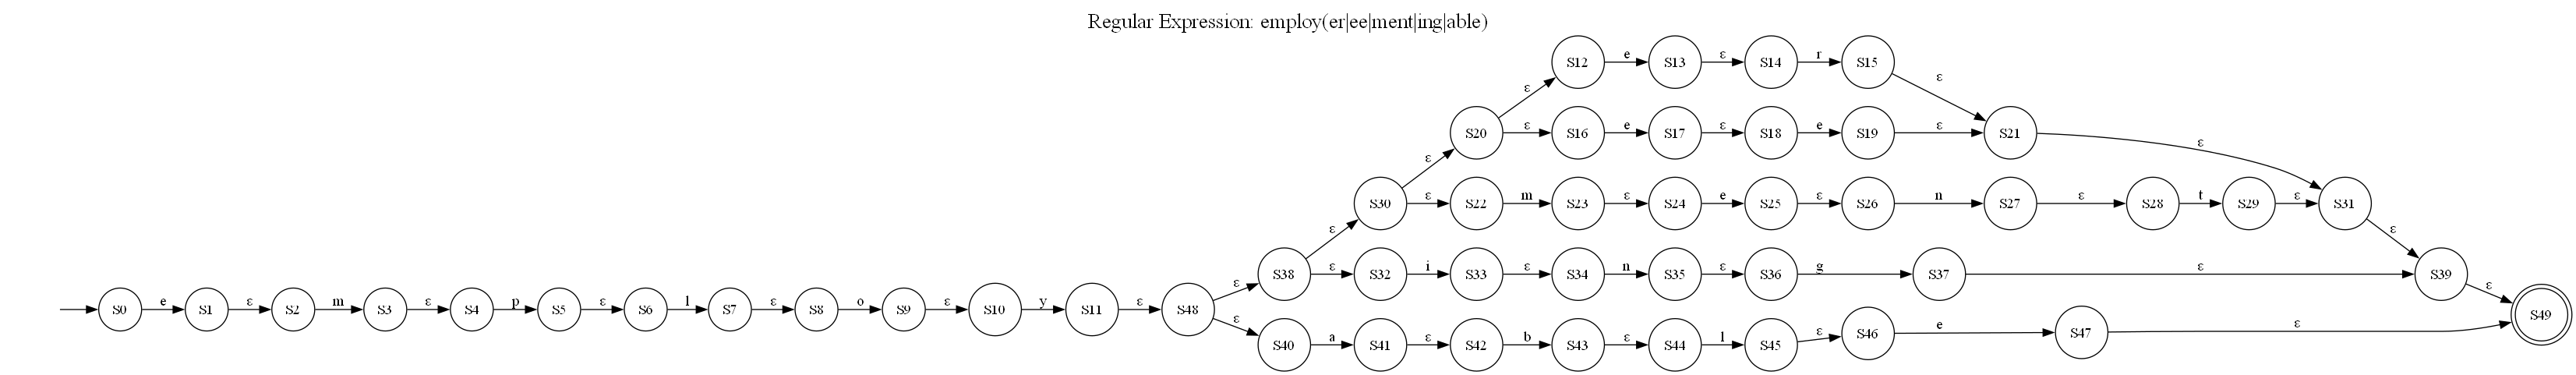 Regular Expression: employ(er|ee|ment|ing|able)
S12 e S13 ε S14 r S15
ε ε
S20 ε S16 e S17 ε S18 e S19 ε S21 ε
ε
S30 ε S22 m S23 ε S24 e S25 ε S26 n S27 ε S28 t S29 ε S31
ε ε
S38 ε S32 i S33 ε S34 n S35 ε S36 g S37 ε S39
ε ε
S0 e S1 ε S2 m S3 ε S4 p S5 ε S6 l S7 ε S8 o S9 ε S10 y S11 ε S48 S49
ε
S40 a S41 ε S42 b S43 ε S44 l S45 ε S46 e S47 ε